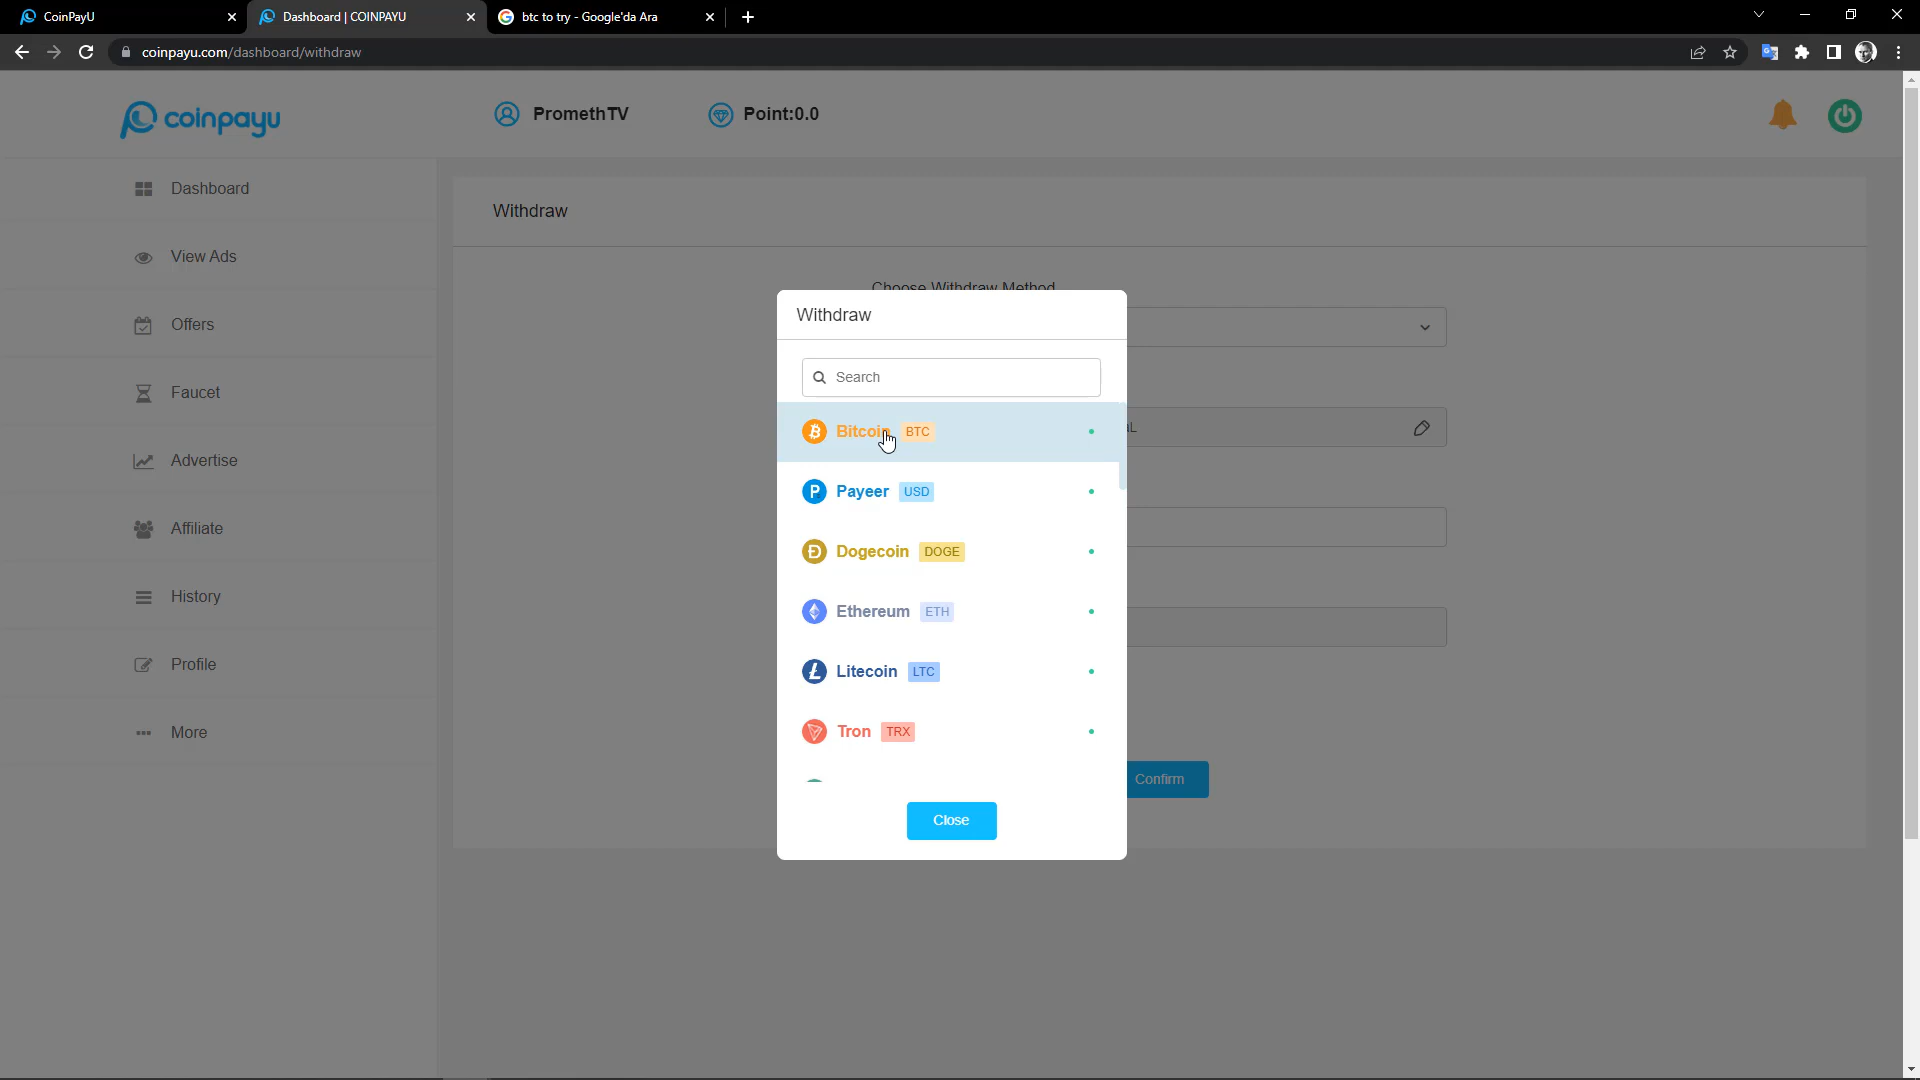 CoinPayU
Dashboard | COINPAYU
btc to try - Google'da Ara
coinpayu.com/dashboard/withdraw
coinpayu
PromethTV
Point:0.0
Dashboard
View Ads
Offers
Faucet
Advertise
Affiliate
History
Profile
More
Withdraw
Choose Withdraw Method
Withdraw
Search
Bitcoin BTC
Payeer USD
Dogecoin DOGE
Ethereum ETH
Litecoin LTC
Tron TRX
Close
Confirm